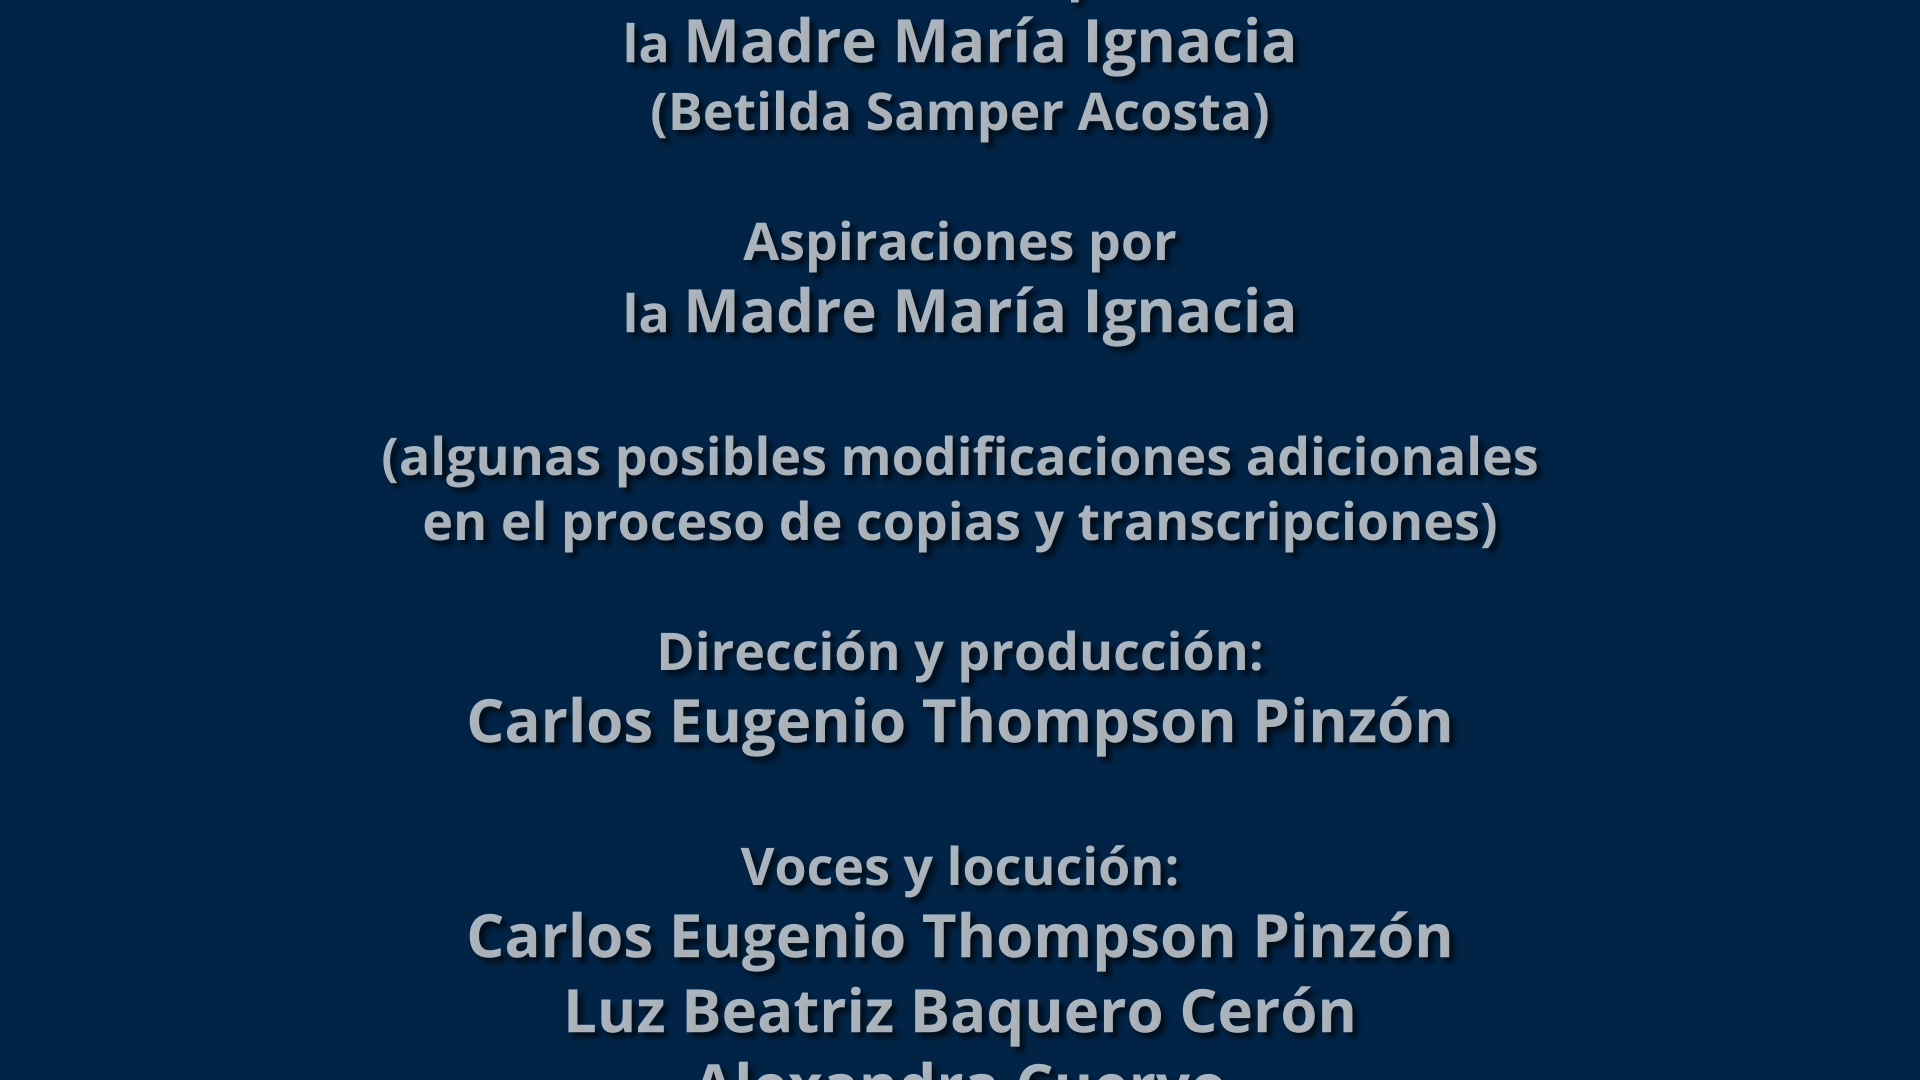 la Madre María Ignacia
(Betilda Samper Acosta)
Aspiraciones por
la Madre María Ignacia
(algunas posibles modificaciones adicionales
en el proceso de copias y transcripciones)
Dirección y producción:
Carlos Eugenio Thompson Pinzón
Voces y locución:
Carlos Eugenio Thompson Pinzón
Luz Beatriz Baquero Cerón
Alexandra Cuervo